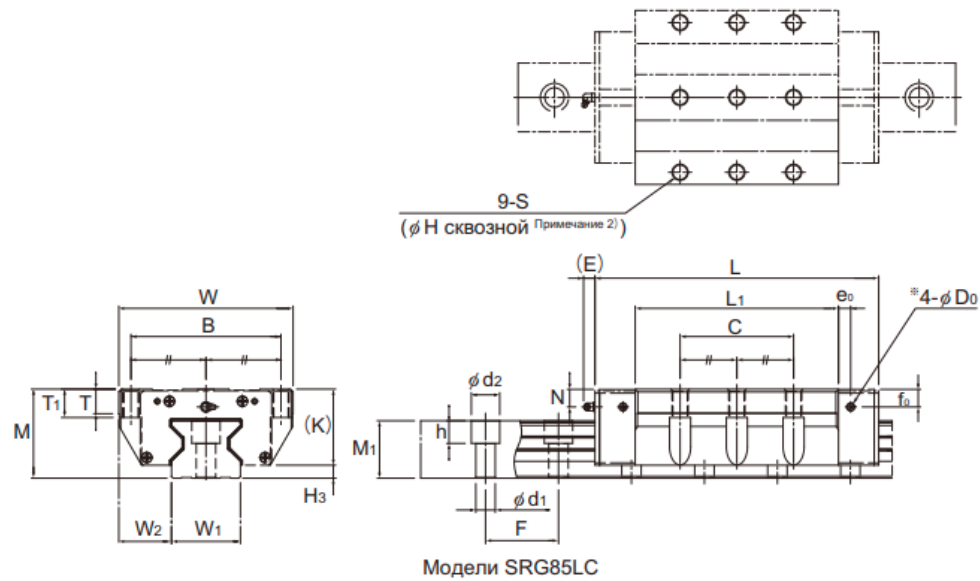 9-S
(φH сквозной Примечание 2))
(E)
L
W
L1
e0
※4-φD0
B
C
φd2
T1
T
N
f0
M
(K)
h
M1
H3
φd1
W2
W1
F
Модели SRG85LC